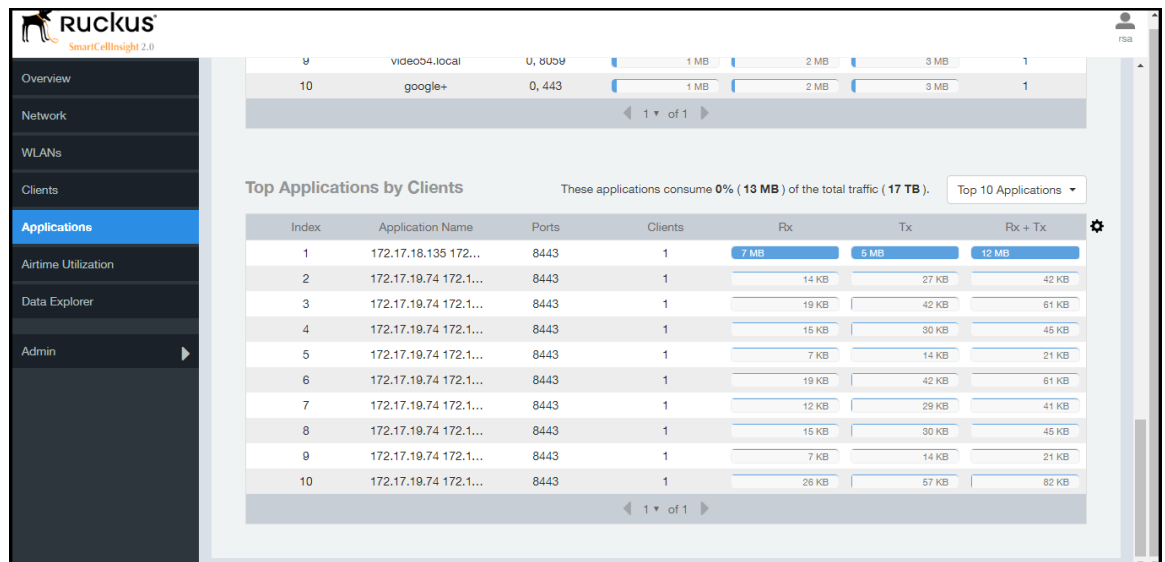 Ruckus
SmartCellInsight 2.0
rsa
Overview
Network
WLANs
Clients
Applications
Airtime Utilization
Data Explorer
Admin
9 video54.local 0, 8059 1 MB 2 MB 3 MB 1
10 google+ 0, 443 1 MB 2 MB 3 MB 1
1 of 1
Top Applications by Clients These applications consume 0% ( 13 MB ) of the total traffic ( 17 TB ). Top 10 Applications
Index Application Name Ports Clients Rx Tx Rx + Tx
1 172.17.18.135 172... 8443 1 7 MB 5 MB 12 MB
2 172.17.19.74 172.1... 8443 1 14 KB 27 KB 42 KB
3 172.17.19.74 172.1... 8443 1 19 KB 42 KB 61 KB
4 172.17.19.74 172.1... 8443 1 15 KB 30 KB 45 KB
5 172.17.19.74 172.1... 8443 1 7 KB 14 KB 21 KB
6 172.17.19.74 172.1... 8443 1 19 KB 42 KB 61 KB
7 172.17.19.74 172.1... 8443 1 12 KB 29 KB 41 KB
8 172.17.19.74 172.1... 8443 1 15 KB 30 KB 45 KB
9 172.17.19.74 172.1... 8443 1 7 KB 14 KB 21 KB
10 172.17.19.74 172.1... 8443 1 26 KB 57 KB 82 KB
1 of 1